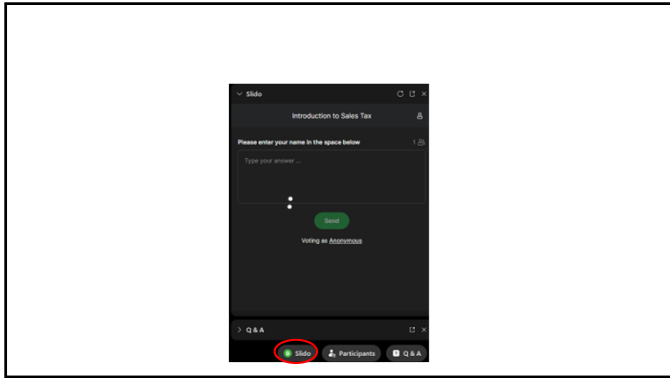 Slido
Introduction to Sales Tax
Please enter your name in the space below
1
Type your answer ...
Send
Voting as Anonymous
Q & A
Slido
Participants
Q & A